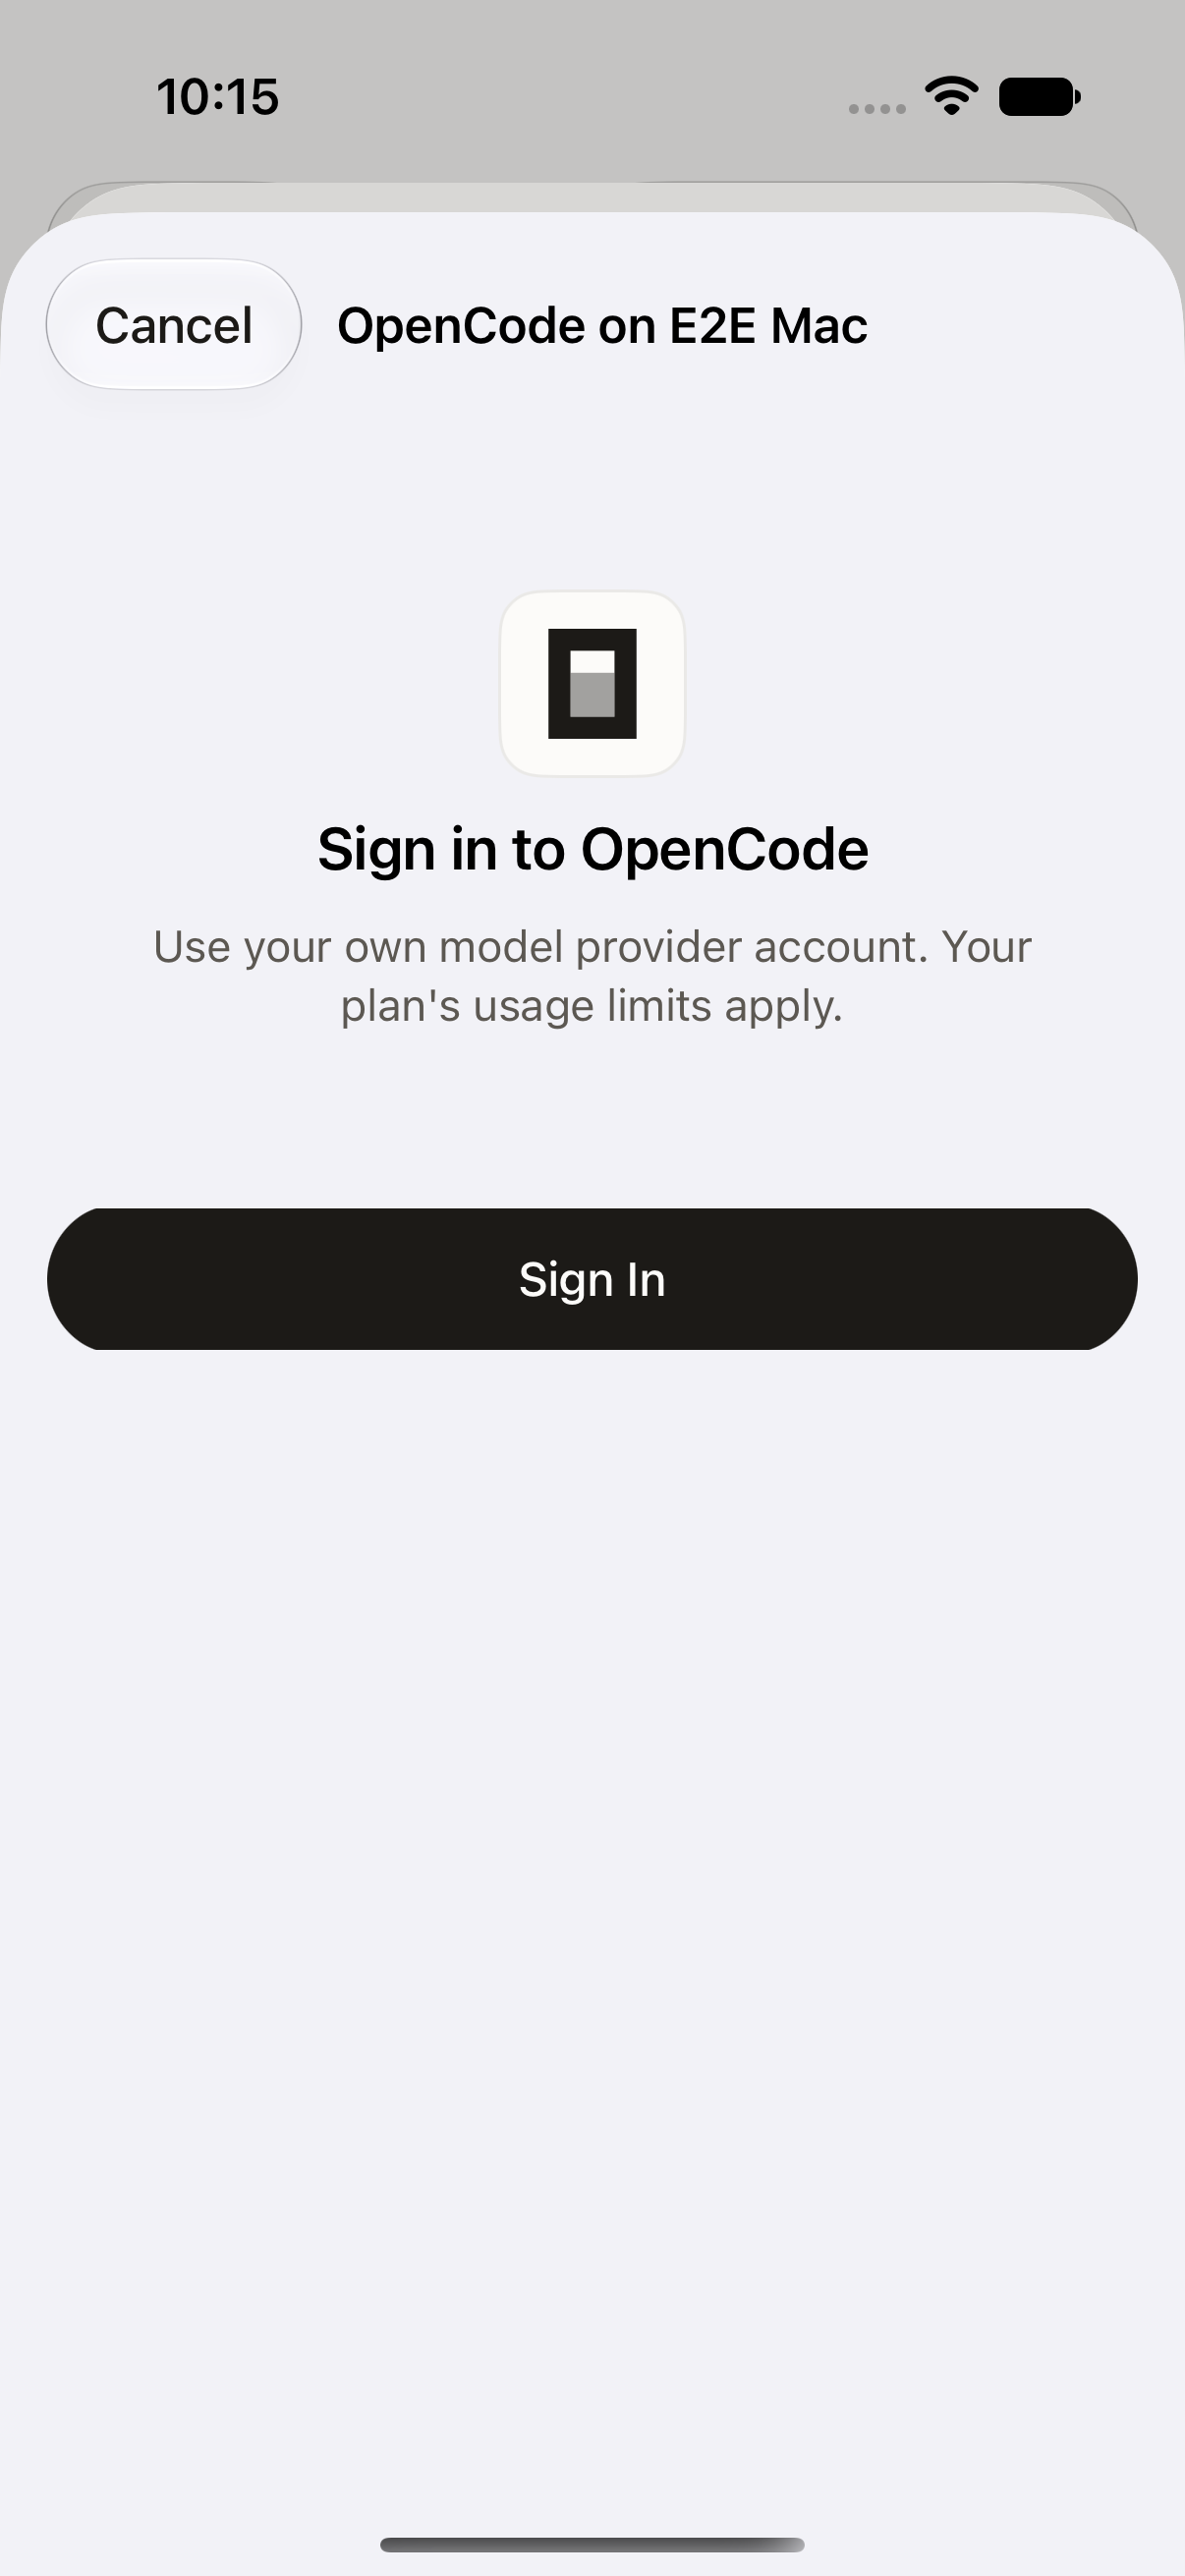 10:15
Cancel
OpenCode on E2E Mac
Sign in to OpenCode
Use your own model provider account. Your
plan's usage limits apply.
Sign In